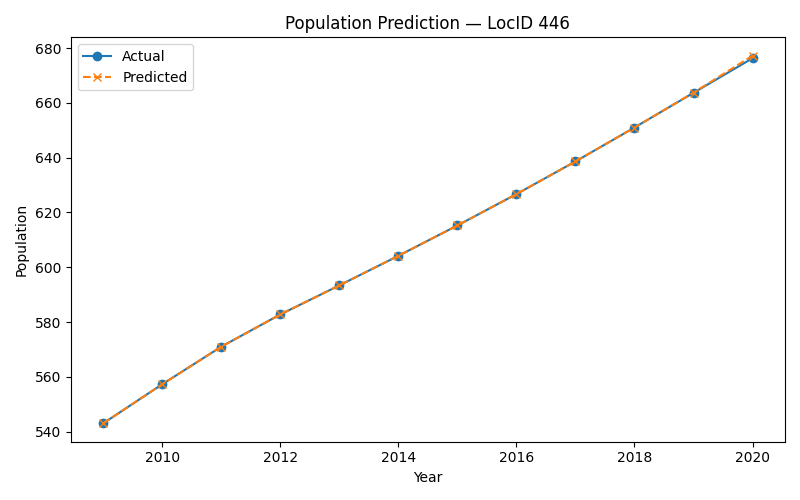 Population Prediction — LocID 446
Actual
Predicted
Population
680
660
640
620
600
580
560
540
2010 2012 2014 2016 2018 2020
Year